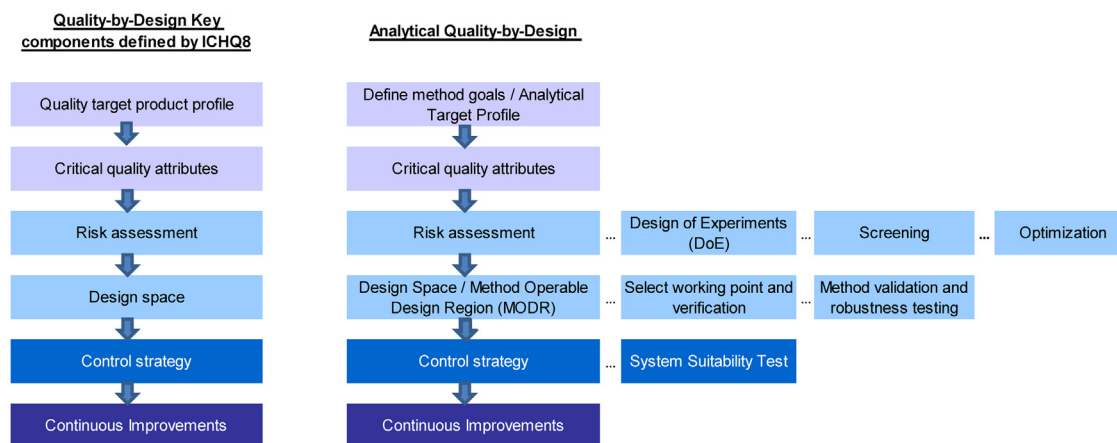 Quality-by-Design Key
components defined by ICHQ8
Quality target product profile
Critical quality attributes
Risk assessment
Design space
Control strategy
Continuous Improvements
Analytical Quality-by-Design
Define method goals / Analytical
Target Profile
Critical quality attributes
Risk assessment
...
Design of Experiments
(DoE)
...
Screening
...
Optimization
Design Space / Method Operable
Design Region (MODR)
...
Select working point and
verification
...
Method validation and
robustness testing
Control strategy
...
System Suitability Test
Continuous Improvements